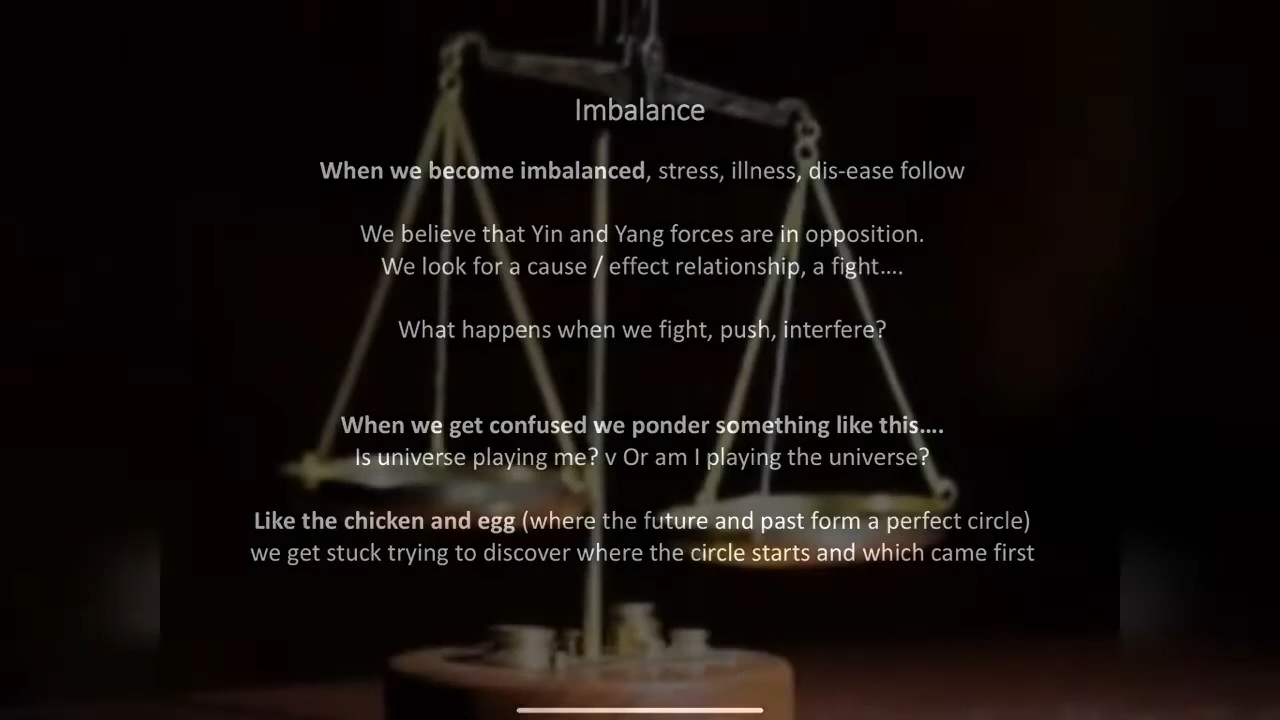 Imbalance
When we become imbalanced, stress, illness, dis-ease follow
We believe that Yin and Yang forces are in opposition.
We look for a cause / effect relationship, a fight....
What happens when we fight, push, interfere?
When we get confused we ponder something like this....
Is universe playing me? v Or am I playing the universe?
Like the chicken and egg (where the future and past form a perfect circle)
we get stuck trying to discover where the circle starts and which came first